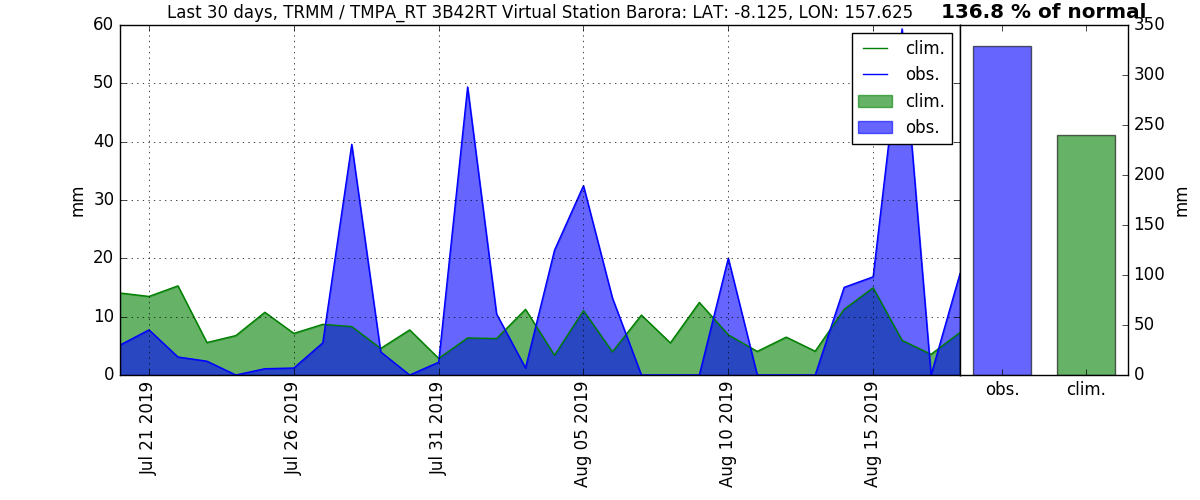 Last 30 days, TRMM / TMPA_RT 3B42RT Virtual Station Barora: LAT: -8.125, LON: 157.625
136.8 % of normal
60
50
40
30
20
10
0
mm
clim.
obs.
clim.
obs.
Jul 21 2019
Jul 26 2019
Jul 31 2019
Aug 05 2019
Aug 10 2019
Aug 15 2019
350
300
250
200
150
100
50
0
mm
obs.
clim.